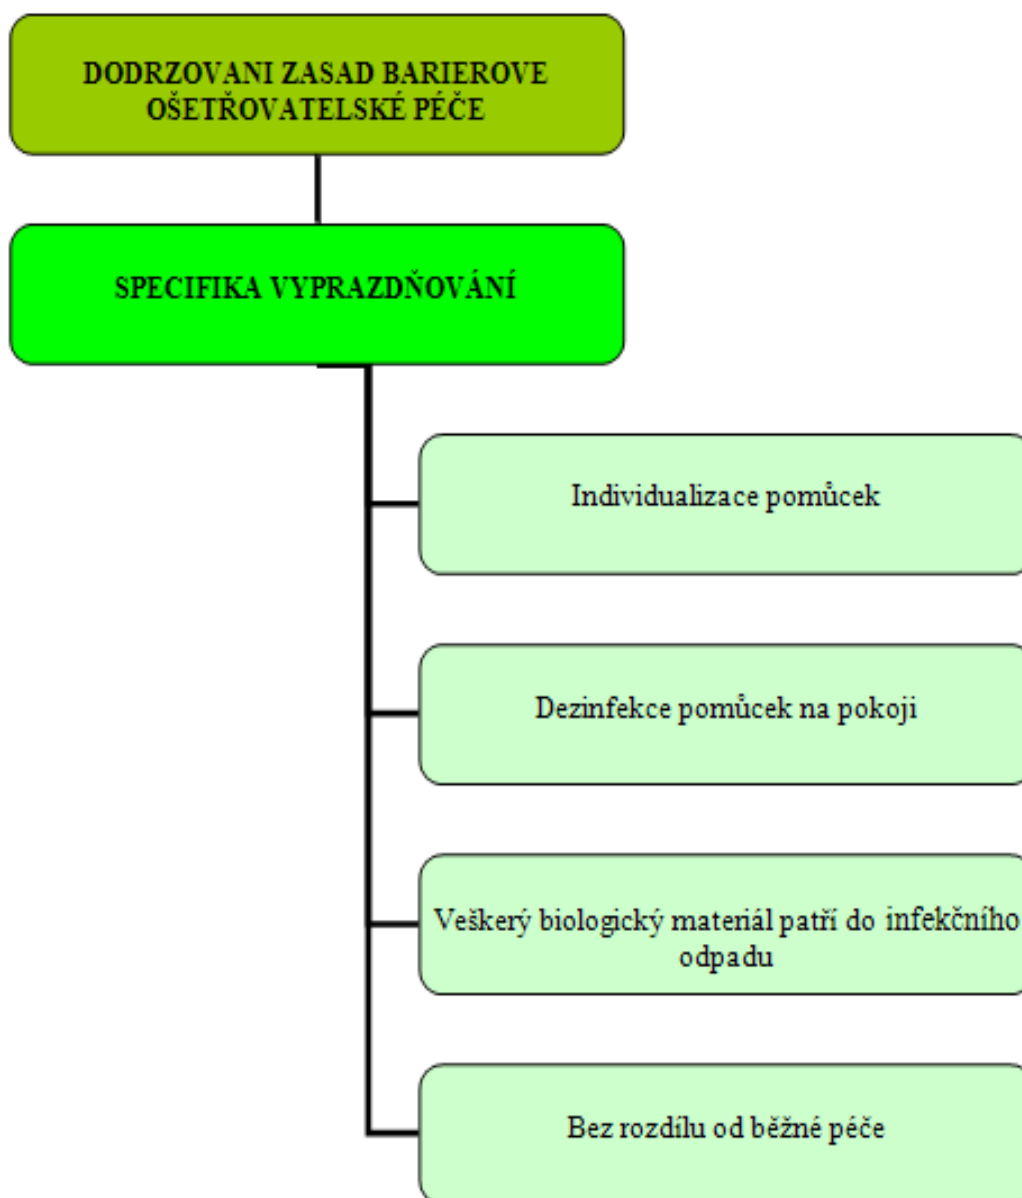 DODRZOVANI ZASAD BARIEROVE
OŠETŘOVATELSKÉ PÉČE
SPECIFIKA VYPRAZDŇOVÁNÍ
Individualizace pomůcek
Dezinfekce pomůcek na pokoji
Veškerý biologický materiál patří do infekčního
odpadu
Bez rozdílu od běžné péče